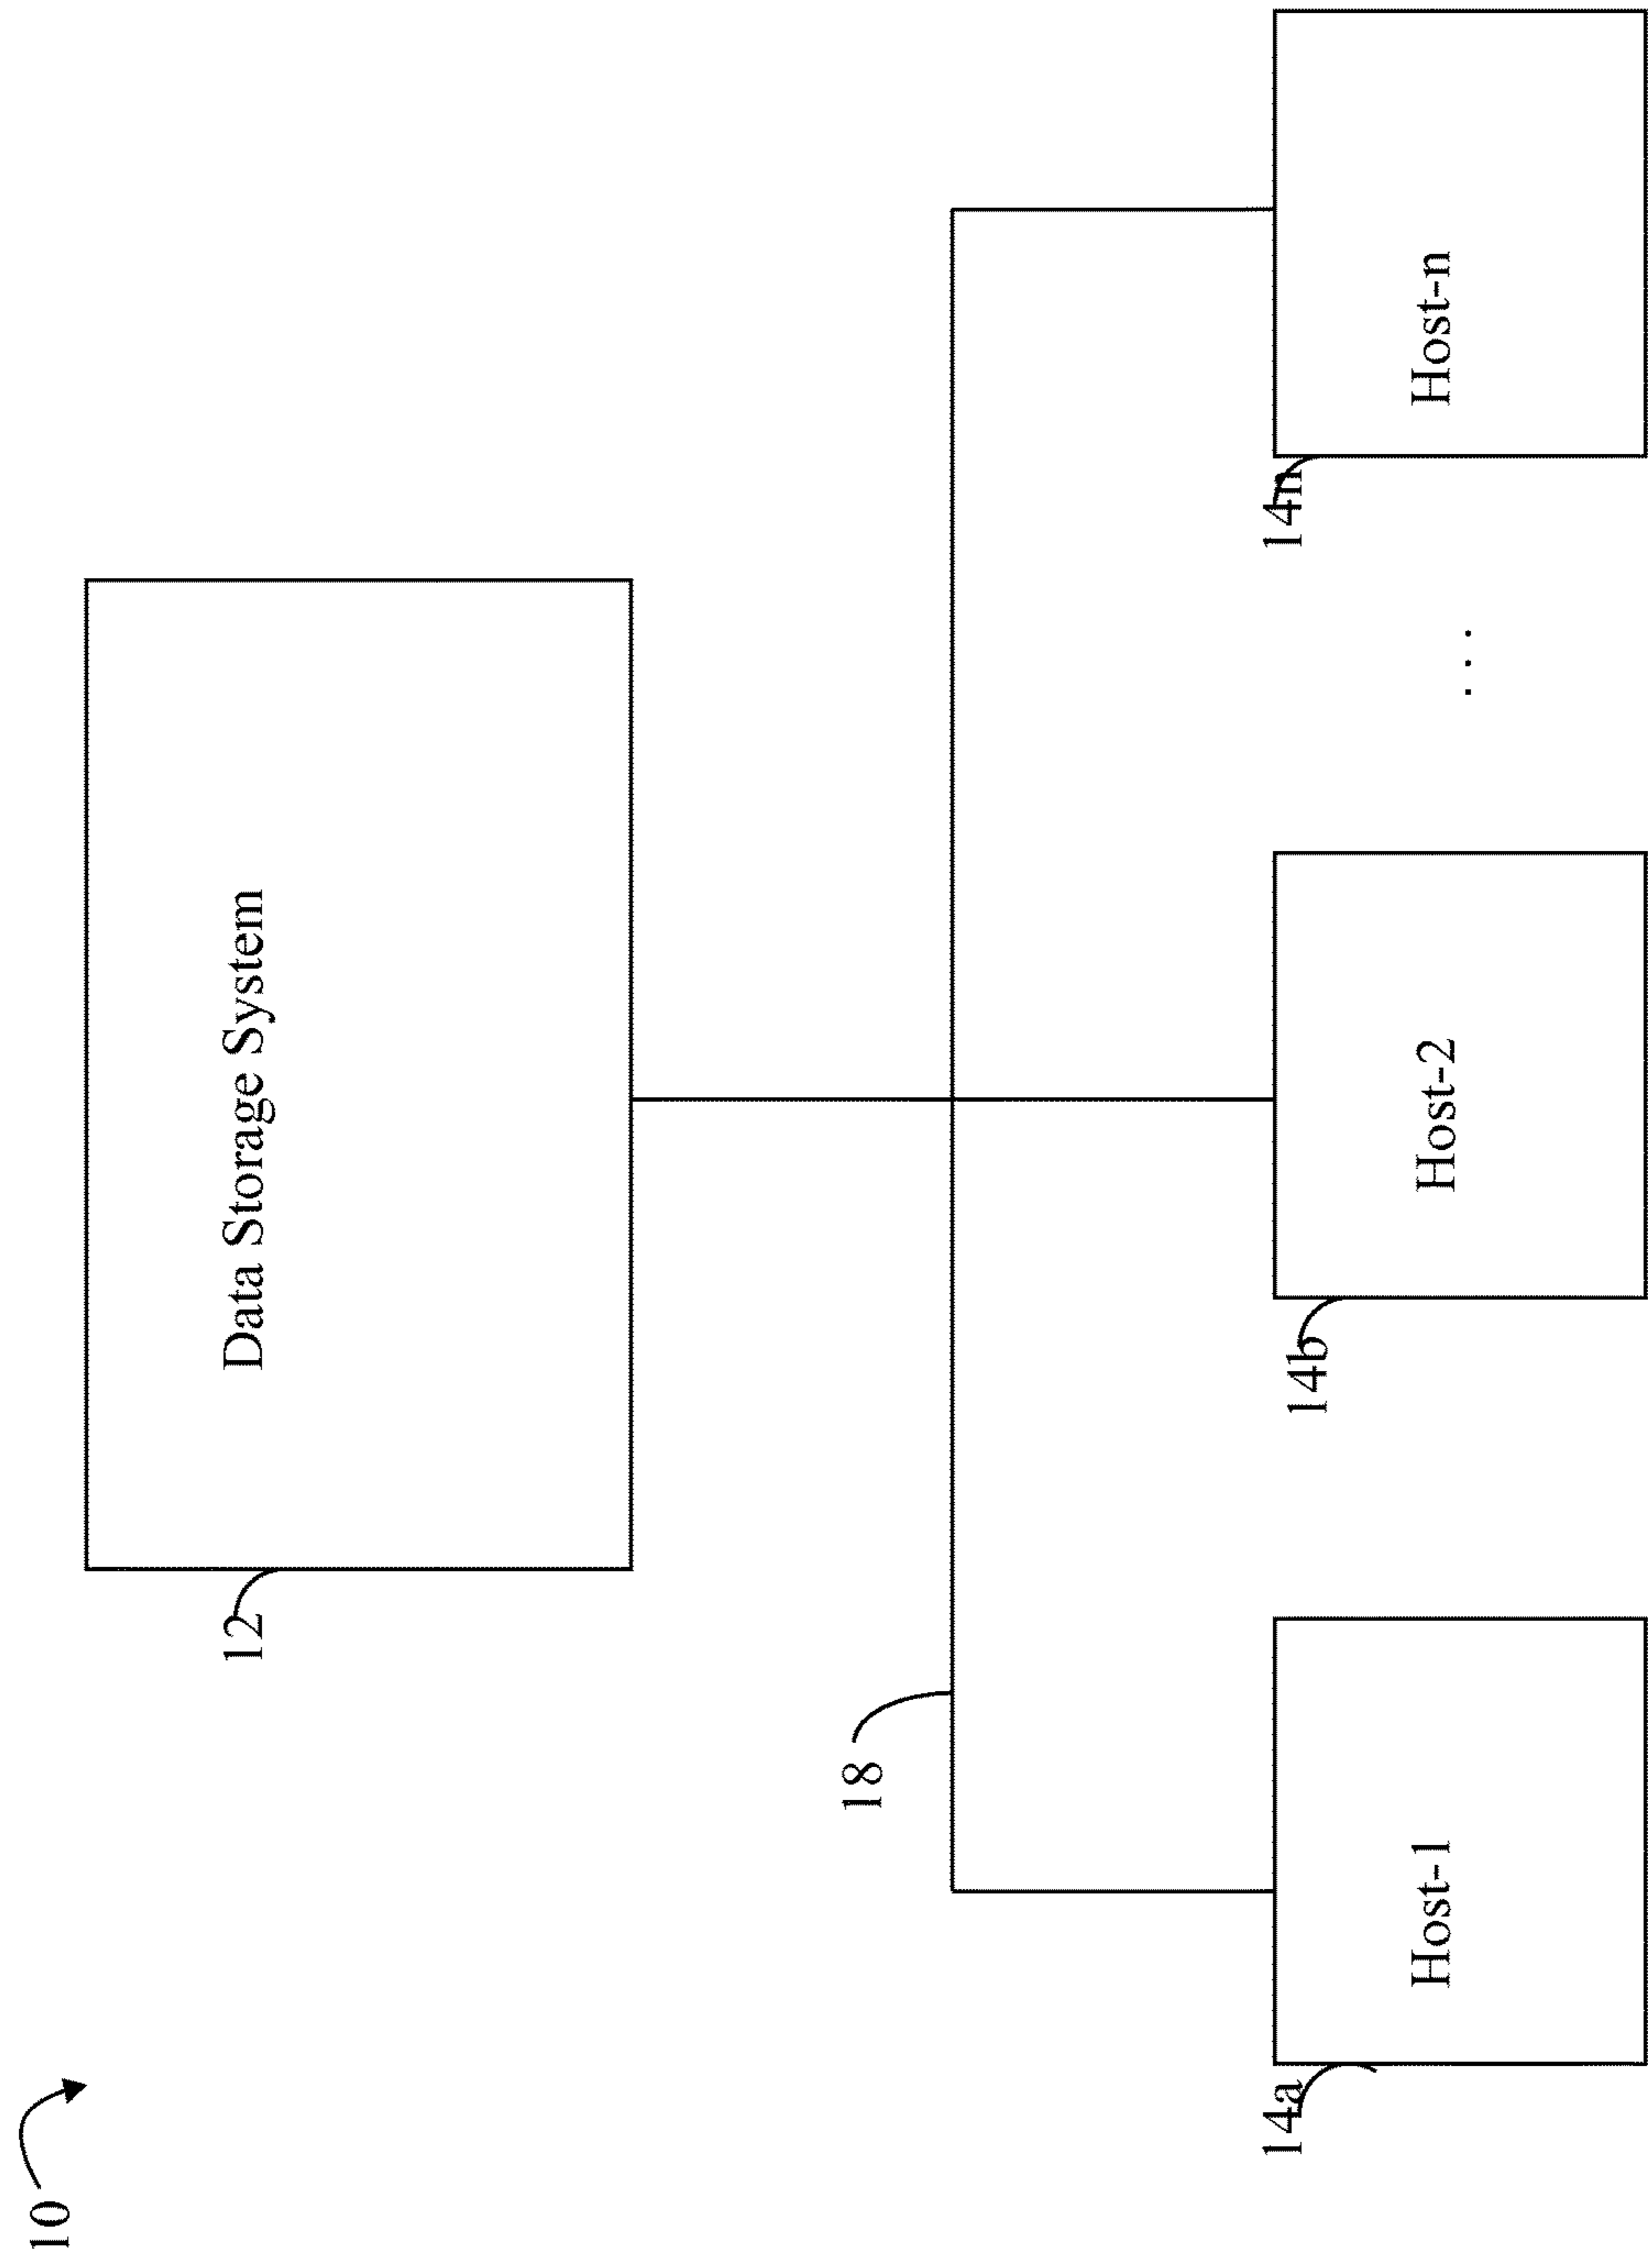 10
12
Data Storage System
18
14a
Host-1
14b
Host-2
. . .
14n
Host-n